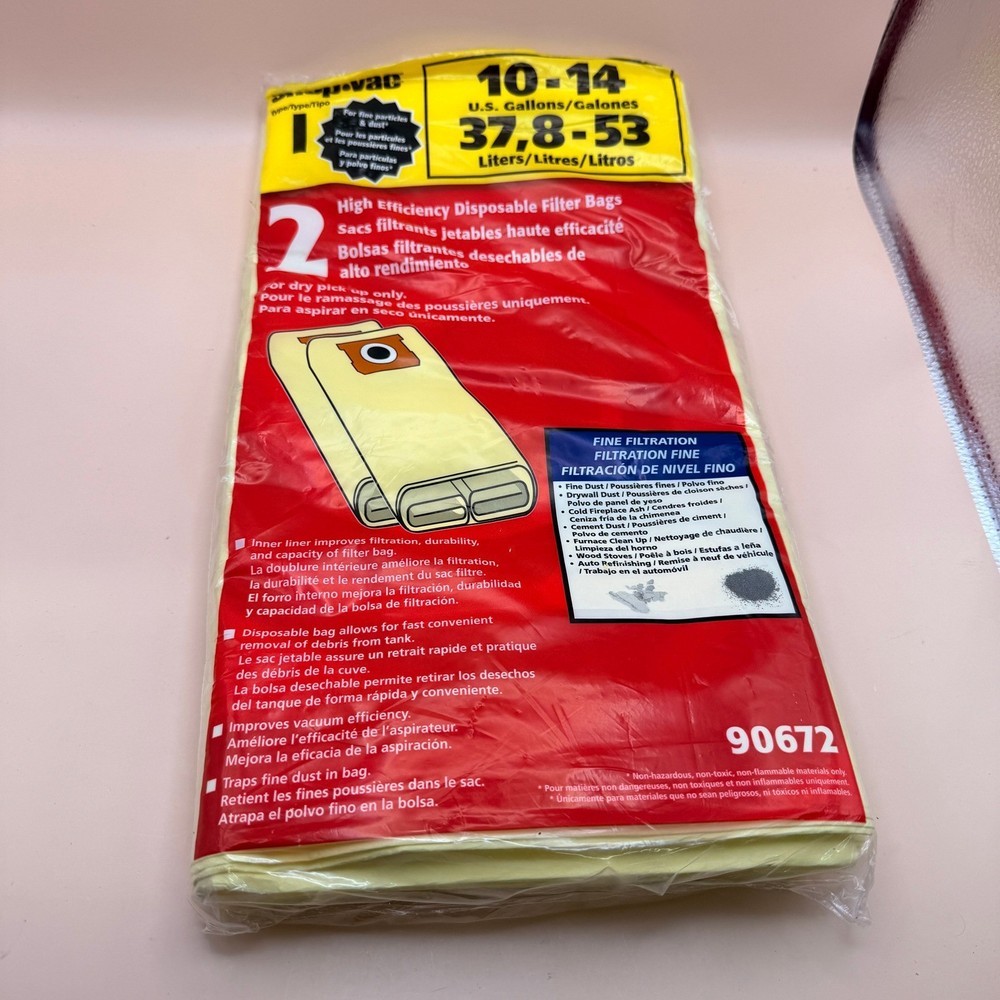 shop·vac
Type/Type/Tipo
I
For fine particles
& dust*
Pour les particules
et les poussières fines*
Para particulas
y polvo finos*
10-14
U.S. Gallons/Galones
37,8-53
Liters/Litres/Litros
2
High Efficiency Disposable Filter Bags
Sacs filtrants jetables haute efficacité
Bolsas filtrantes desechables de
alto rendimiento
For dry pick up only.
Pour le ramassage des poussières uniquement.
Para aspirar en seco únicamente.
FINE FILTRATION
FILTRATION FINE
FILTRACIÓN DE NIVEL FINO
• Fine Dust / Poussières fines / Polvo fino
• Drywall Dust / Poussières de cloison sèches /
Polvo de panel de yeso
• Cold Fireplace Ash / Cendres froides /
Ceniza fría de la chimenea
• Cement Dust / Poussières de ciment /
Polvo de cemento
• Furnace Clean Up / Nettoyage de chaudière /
Limpieza del horno
• Wood Stoves / Poêle à bois / Estufas a leña
• Auto Refinishing / Remise à neuf de véhicule
/ Trabajo en el automóvil
Inner liner improves filtration, durability,
and capacity of filter bag.
La doublure intérieure améliore la filtration,
la durabilité et le rendement du sac filtre.
El forro interno mejora la filtración, durabilidad
y capacidad de la bolsa de filtración.
Disposable bag allows for fast convenient
removal of debris from tank.
Le sac jetable assure un retrait rapide et pratique
des débris de la cuve.
La bolsa desechable permite retirar los desechos
del tanque de forma rápida y conveniente.
Improves vacuum efficiency.
Améliore l'efficacité de l'aspirateur.
Mejora la eficacia de la aspiración.
Traps fine dust in bag.
Retient les fines poussières dans le sac.
Atrapa el polvo fino en la bolsa.
90672
* Non-hazardous, non-toxic, non-flammable materials only.
* Pour matières non dangereuses, non toxiques et non inflammables uniquement.
* Únicamente para materiales que no sean peligrosos, ni tóxicos ni inflamables.